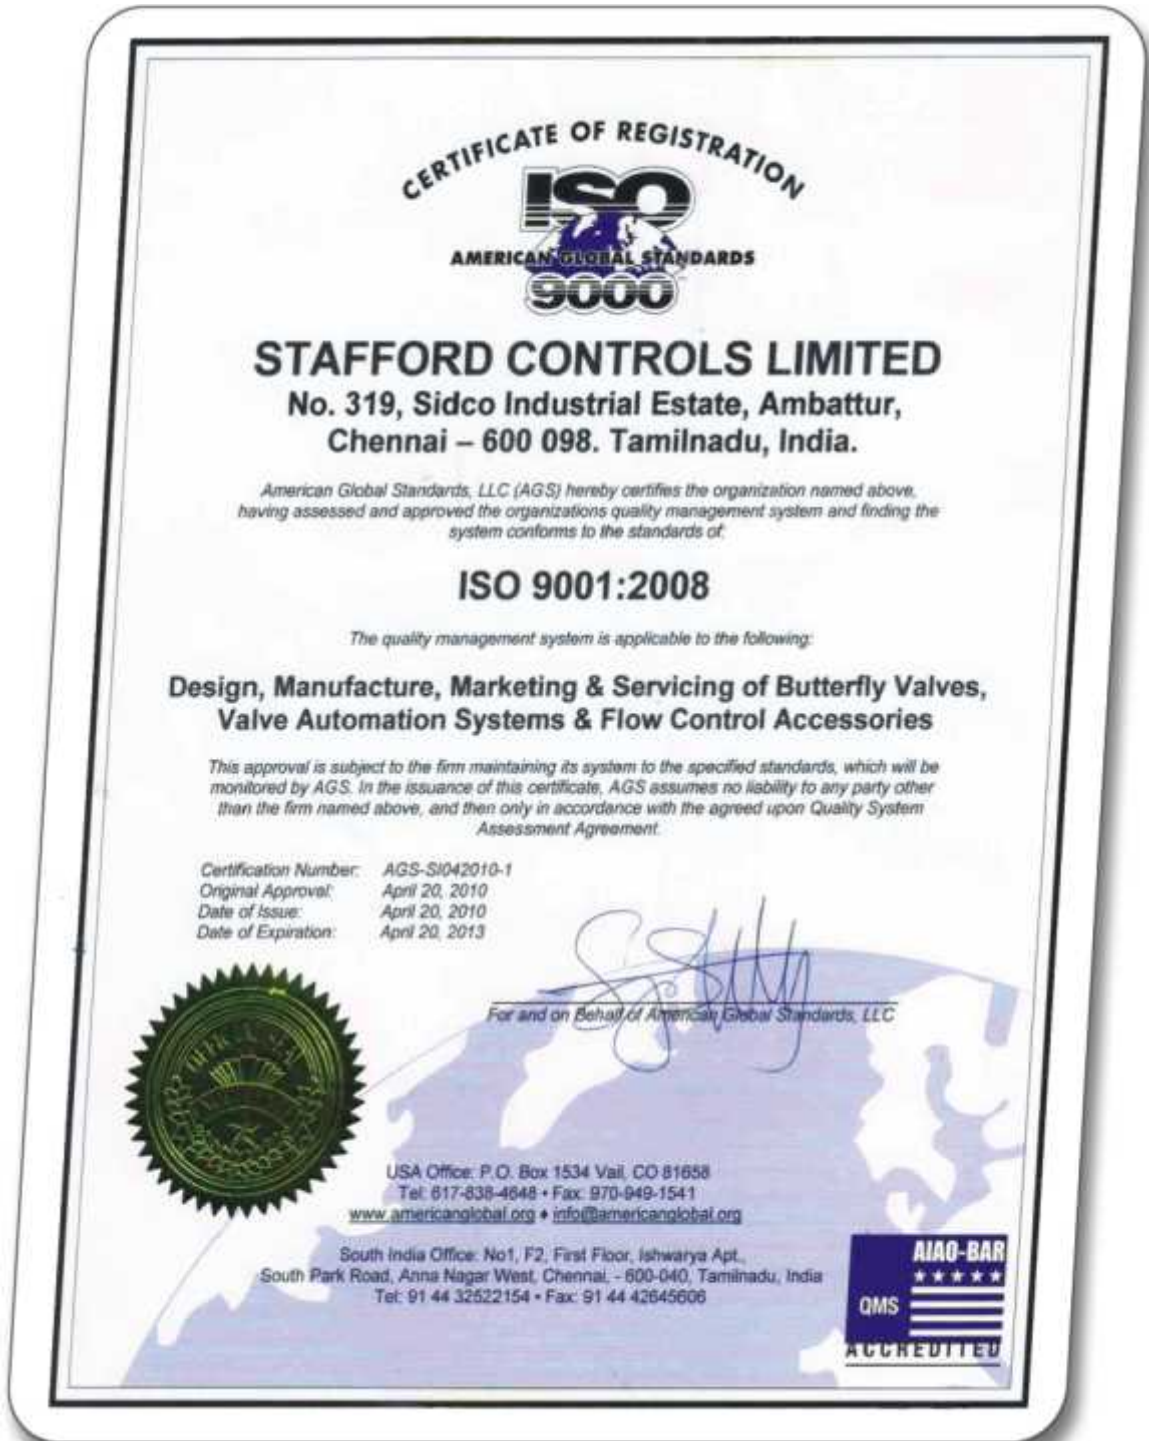 CERTIFICATE OF REGISTRATION
ISO
AMERICAN GLOBAL STANDARDS
9000
STAFFORD CONTROLS LIMITED
No. 319, Sidco Industrial Estate, Ambattur,
Chennai – 600 098. Tamilnadu, India.
American Global Standards, LLC (AGS) hereby certifies the organization named above,
having assessed and approved the organizations quality management system and finding the
system conforms to the standards of:
ISO 9001:2008
The quality management system is applicable to the following:
Design, Manufacture, Marketing & Servicing of Butterfly Valves,
Valve Automation Systems & Flow Control Accessories
This approval is subject to the firm maintaining its system to the specified standards, which will be
monitored by AGS. In the issuance of this certificate, AGS assumes no liability to any party other
than the firm named above, and then only in accordance with the agreed upon Quality System
Assessment Agreement.
Certification Number: AGS-SI042010-1
Original Approval: April 20, 2010
Date of Issue: April 20, 2010
Date of Expiration: April 20, 2013
For and on Behalf of American Global Standards, LLC
OFFICIAL SEAL
USA Office: P.O. Box 1534 Vail, CO 81658
Tel: 617-838-4648 • Fax: 970-949-1541
www.americanglobal.org ♦ info@americanglobal.org
South India Office: No1, F2, First Floor, Ishwarya Apt.,
South Park Road, Anna Nagar West, Chennai, - 600-040, Tamilnadu, India
Tel: 91 44 32522154 • Fax: 91 44 42645606
AIAO-BAR
QMS
ACCREDITED